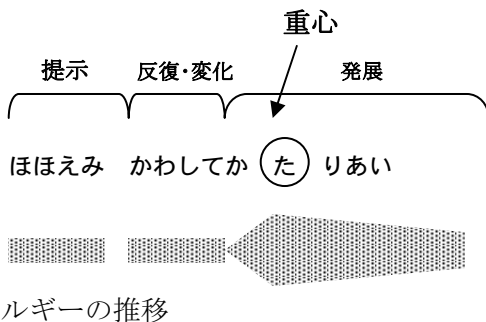 重心
提示 反復・変化 発展
ほほえみ かわしてか た りあい
ルギーの推移